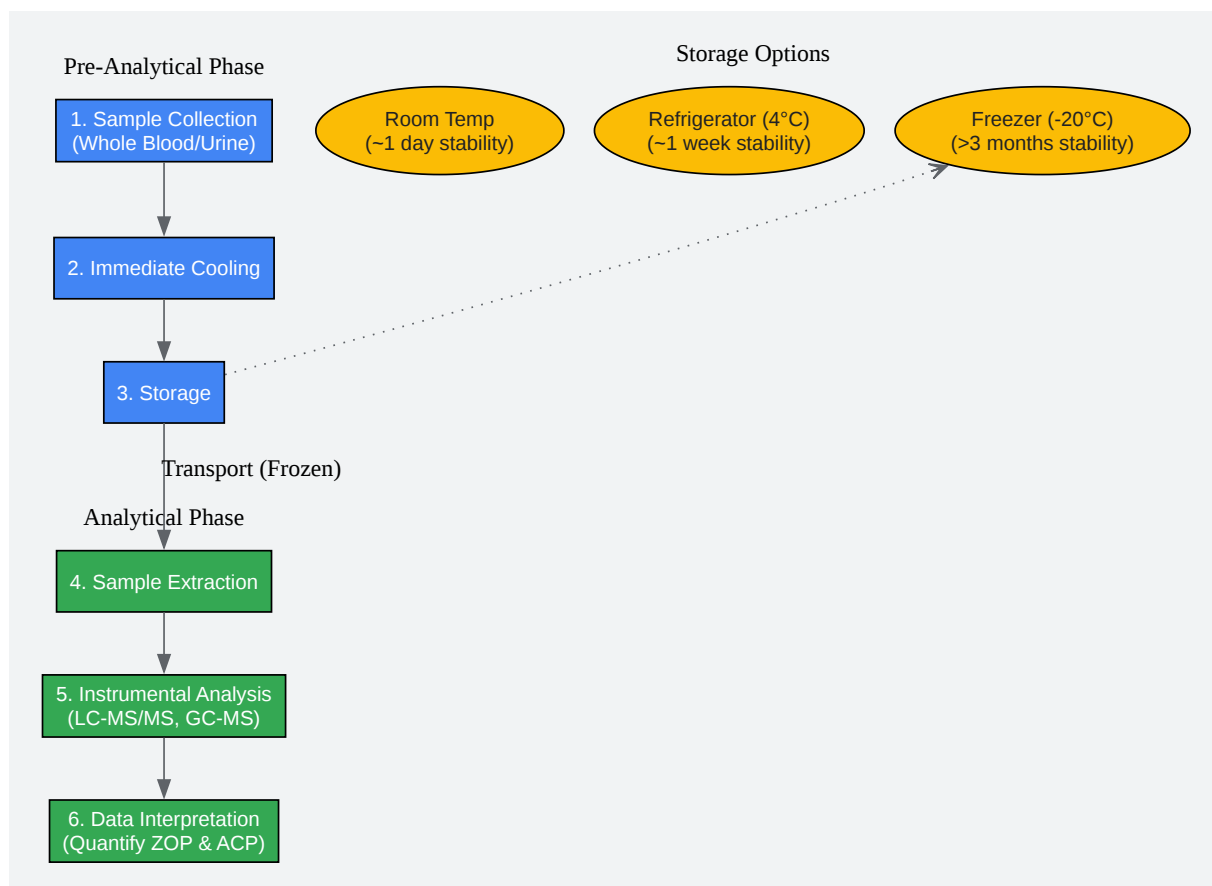 Pre-Analytical Phase
1. Sample Collection
(Whole Blood/Urine)
2. Immediate Cooling
3. Storage
Transport (Frozen)
Analytical Phase
4. Sample Extraction
5. Instrumental Analysis
(LC-MS/MS, GC-MS)
6. Data Interpretation
(Quantify ZOP & ACP)
Storage Options
Room Temp
(~1 day stability)
Refrigerator (4°C)
(~1 week stability)
Freezer (-20°C)
(>3 months stability)